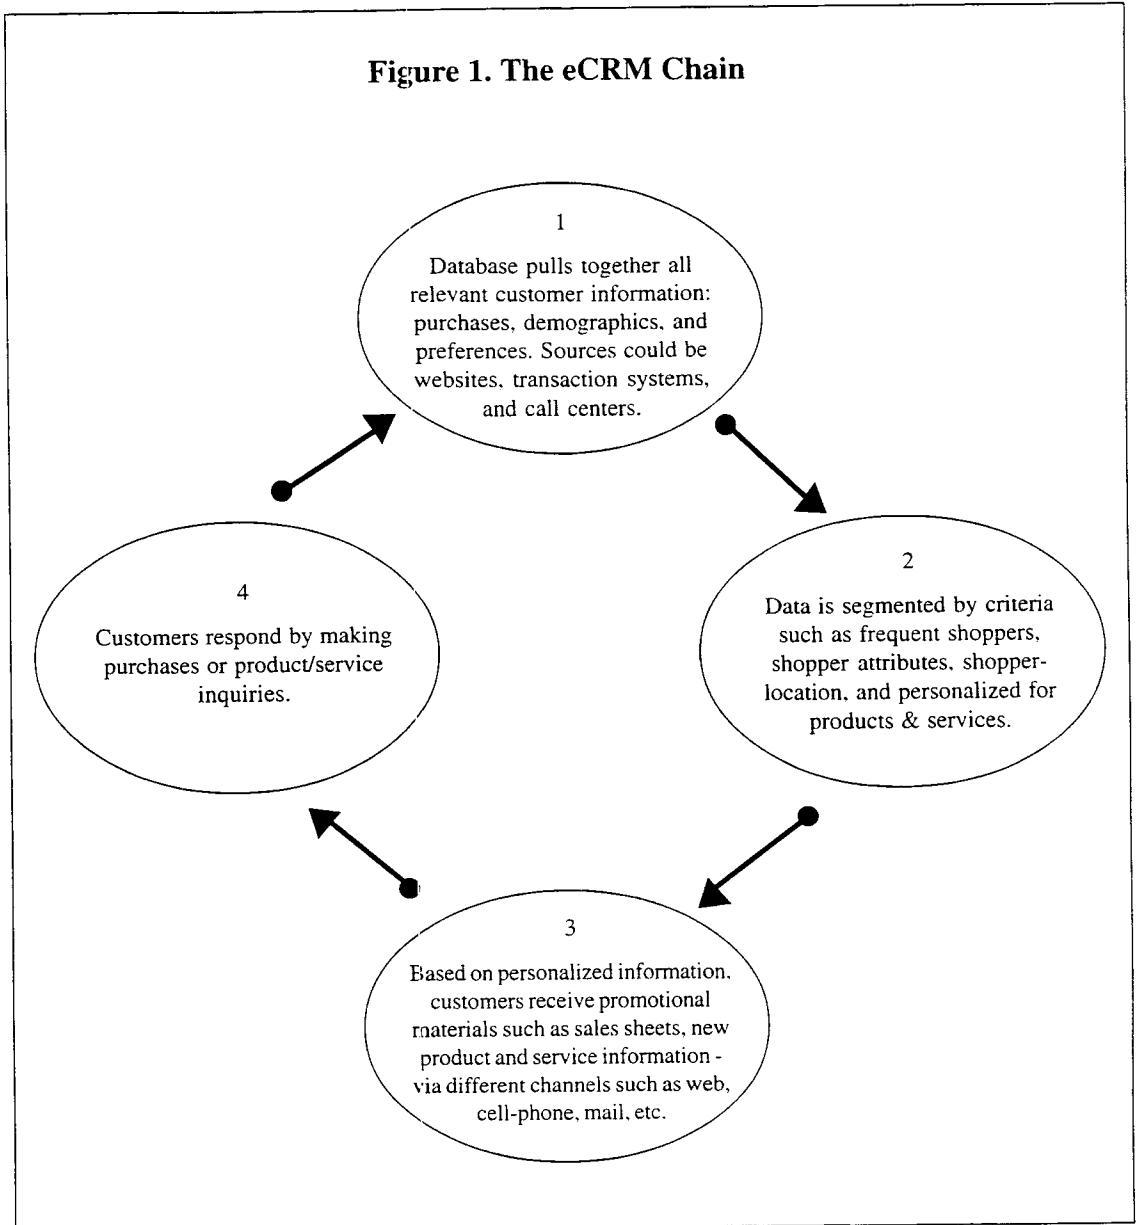 Figure 1. The eCRM Chain
1
Database pulls together all
relevant customer information:
purchases, demographics, and
preferences. Sources could be
websites, transaction systems,
and call centers.
2
Data is segmented by criteria
such as frequent shoppers,
shopper attributes, shopper-
location, and personalized for
products & services.
3
Based on personalized information,
customers receive promotional
materials such as sales sheets, new
product and service information -
via different channels such as web,
cell-phone, mail, etc.
4
Customers respond by making
purchases or product/service
inquiries.